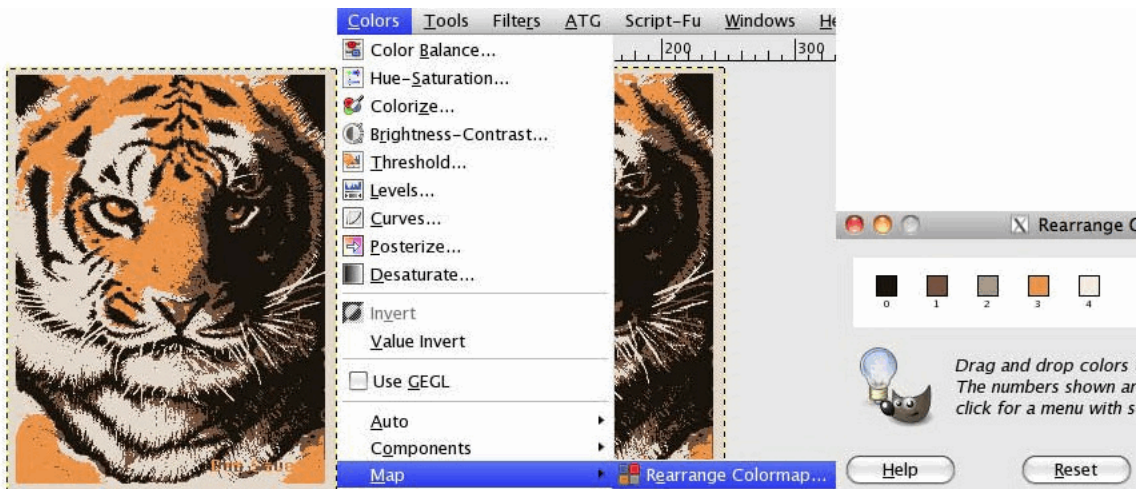 Colors Tools Filters ATG Script-Fu Windows He
200 300
Color Balance...
Hue-Saturation...
Colorize...
Brightness-Contrast...
Threshold...
Levels...
Curves...
Posterize...
Desaturate...
Invert
Value Invert
Use GEGL
Auto
Components
Map
Rearrange Colormap...
X Rearrange C
0 1 2 3 4
Drag and drop colors
The numbers shown ar
click for a menu with s
Help Reset